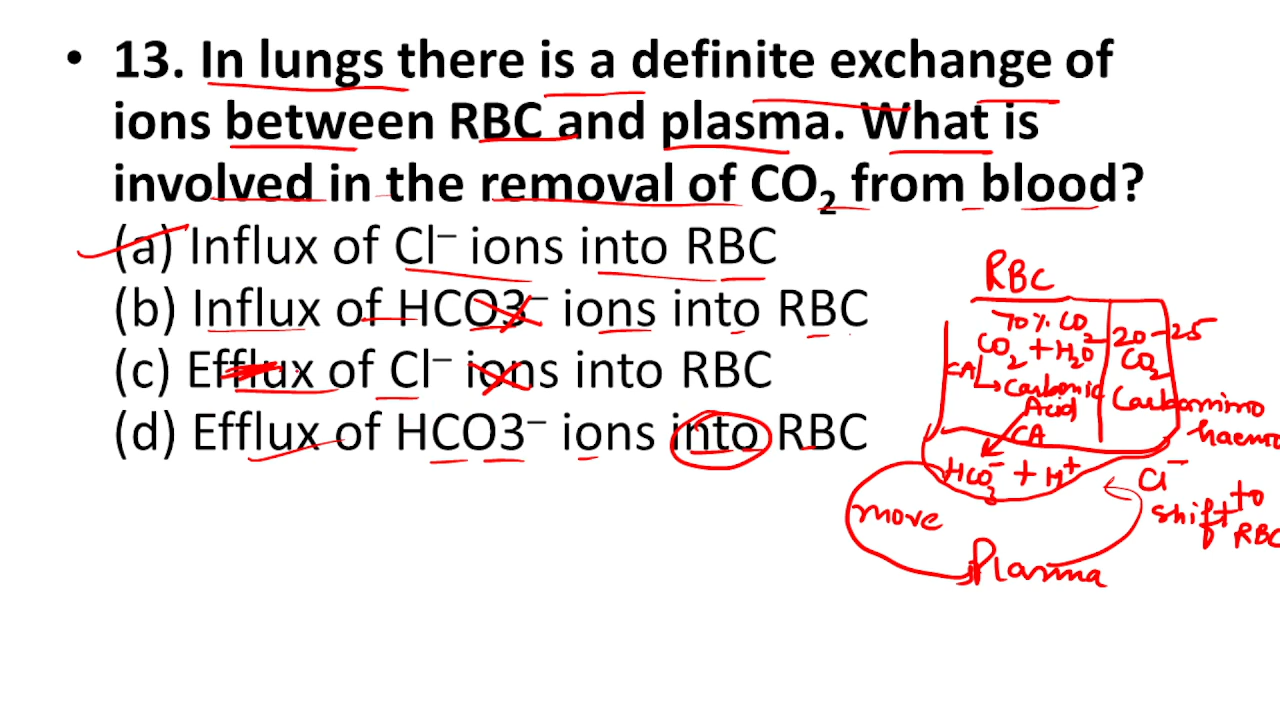 • 13. In lungs there is a definite exchange of
ions between RBC and plasma. What is
involved in the removal of CO₂ from blood?
(a) Influx of Cl⁻ ions into RBC
(b) Influx of HCO3⁻ ions into RBC
(c) Efflux of Cl⁻ ions into RBC
(d) Efflux of HCO3⁻ ions into RBC
RBC
70% CO₂
CO₂ + H₂O
CA
Carbonic
Acid
CA
HCO₃⁻ + H⁺
20-25
CO₂
Carbamino
haemo
Cl⁻
shift to
RBC
move
Plasma